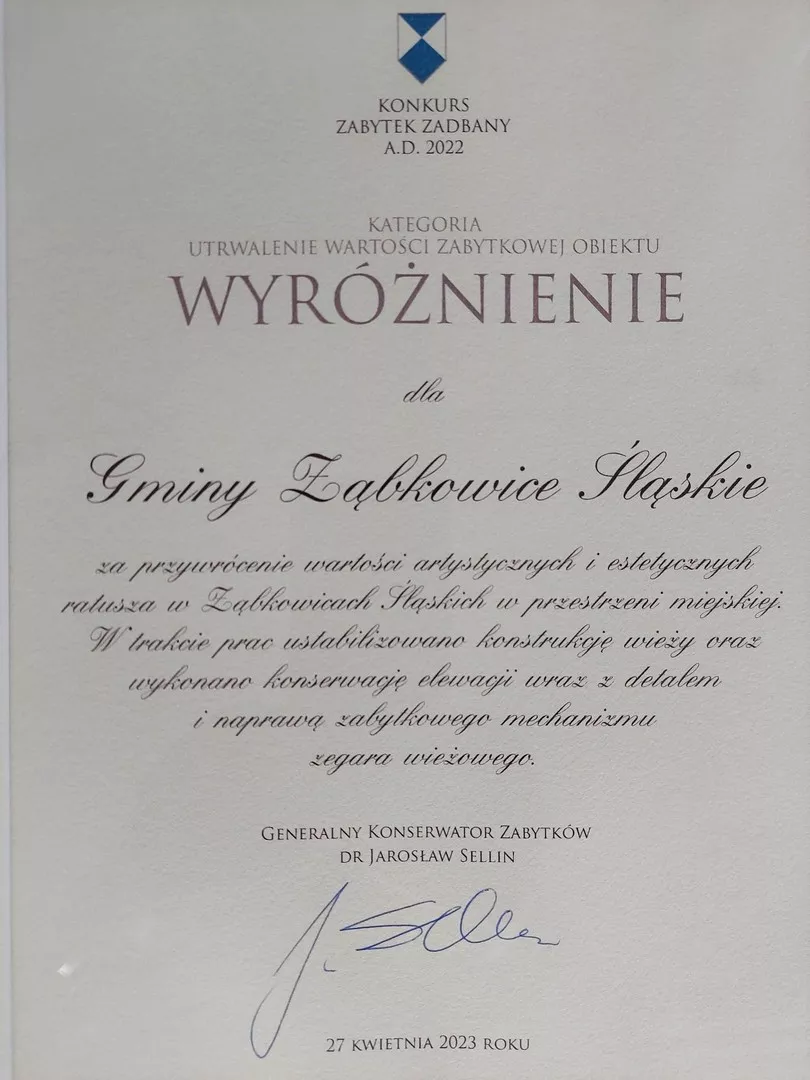 KONKURS
ZABYTEK ZADBANY
A.D. 2022
KATEGORIA
UTRWALENIE WARTOŚCI ZABYTKOWEJ OBIEKTU
WYRÓŻNIENIE
dla
Gminy Ząbkowice Śląskie
za przywrócenie wartości artystycznych i estetycznych
ratusza w Ząbkowicach Śląskich w przestrzeni miejskiej.
W trakcie prac ustabilizowano konstrukcję wieży oraz
wykonano konserwację elewacji wraz z detalem
i naprawą zabytkowego mechanizmu
zegara wieżowego.
GENERALNY KONSERWATOR ZABYTKÓW
DR JAROSŁAW SELLIN
J. Sellin
27 KWIETNIA 2023 ROKU